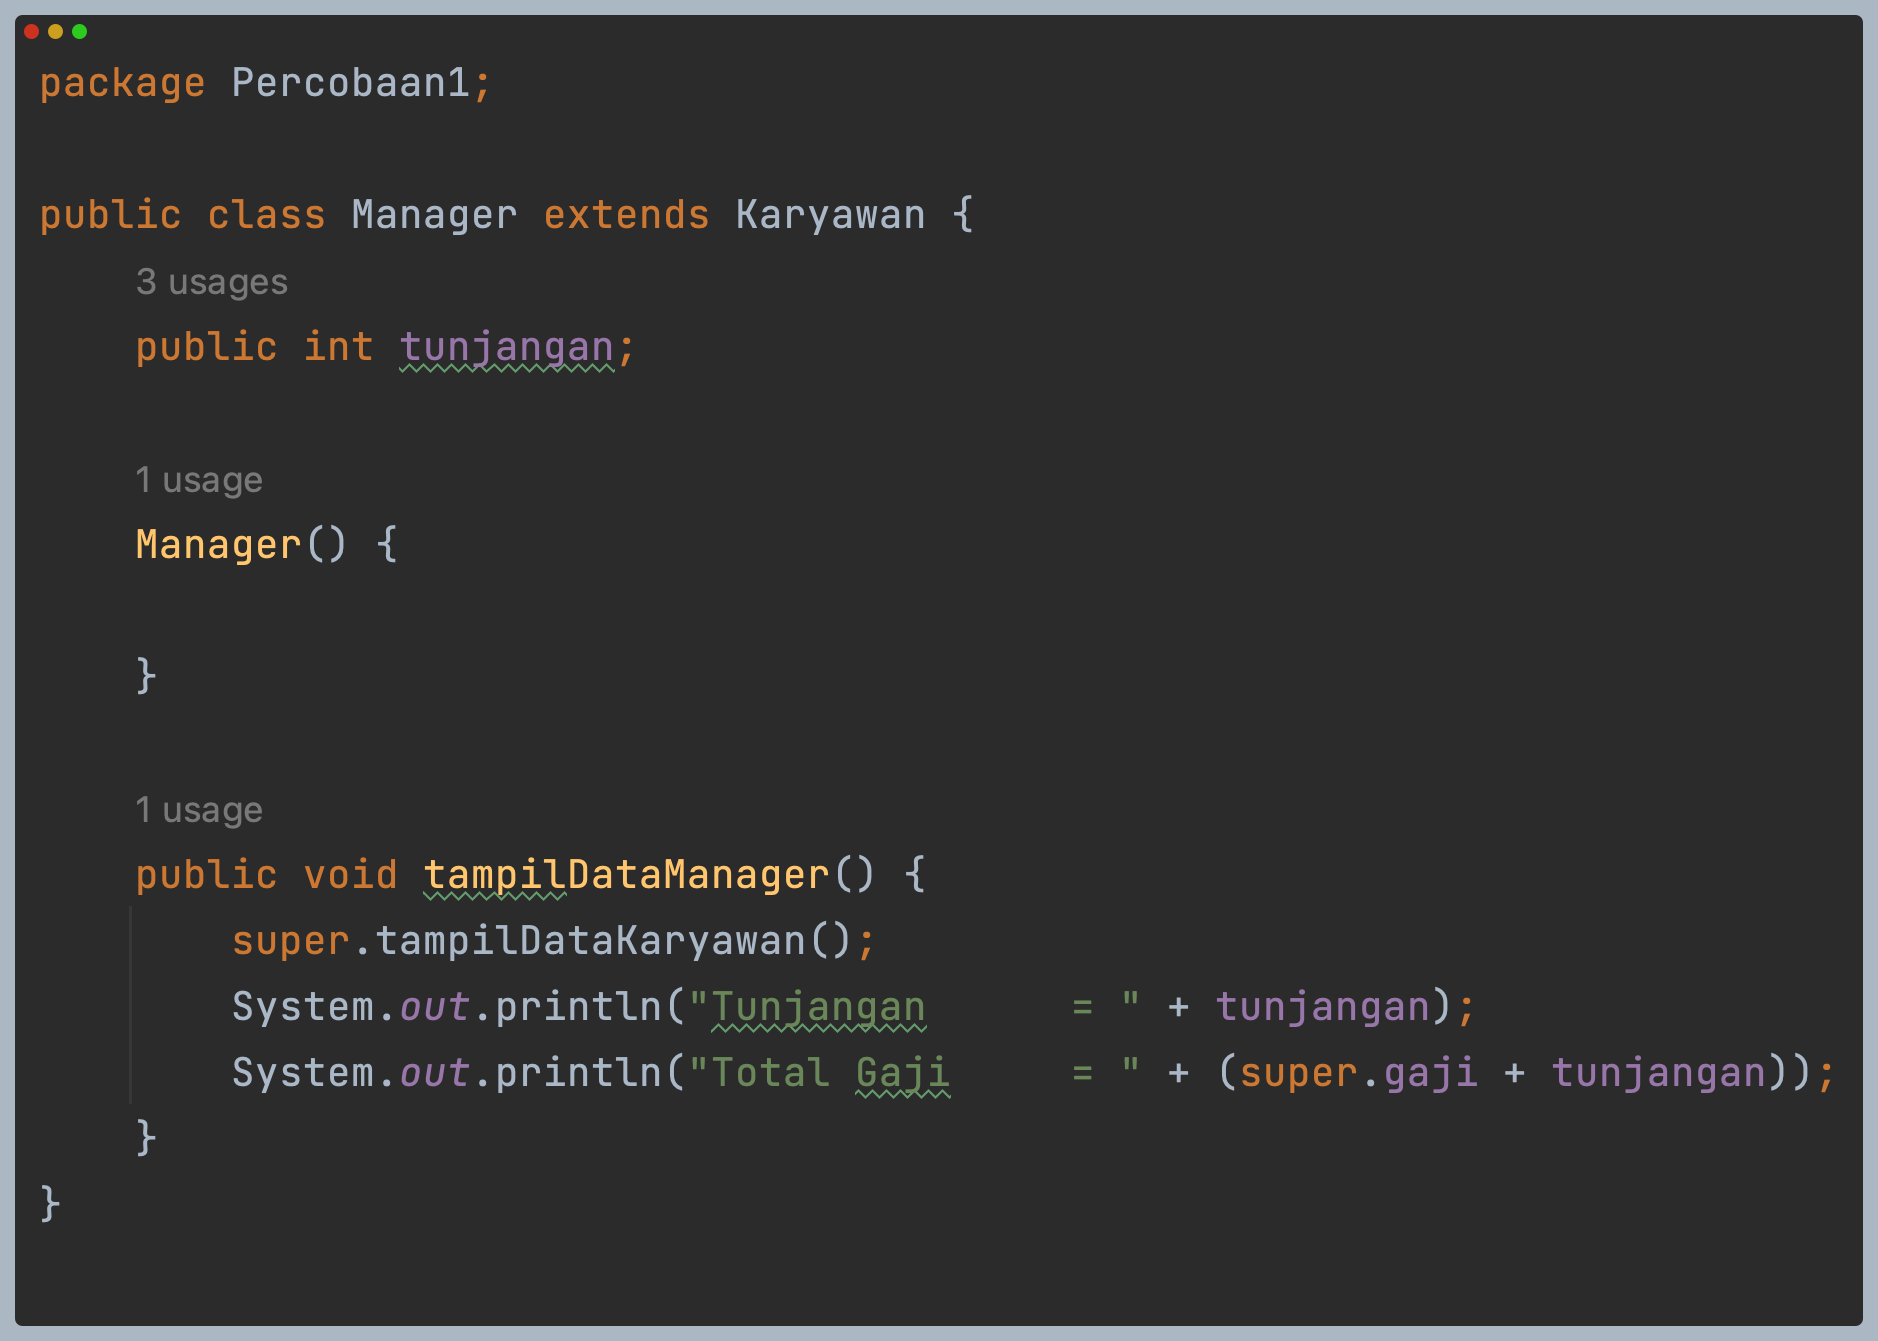 package Percobaan1;
public class Manager extends Karyawan {
3 usages
public int tunjangan;
1 usage
Manager() {
}
1 usage
public void tampilDataManager() {
super.tampilDataKaryawan();
System.out.println("Tunjangan      = " + tunjangan);
System.out.println("Total Gaji     = " + (super.gaji + tunjangan));
}
}